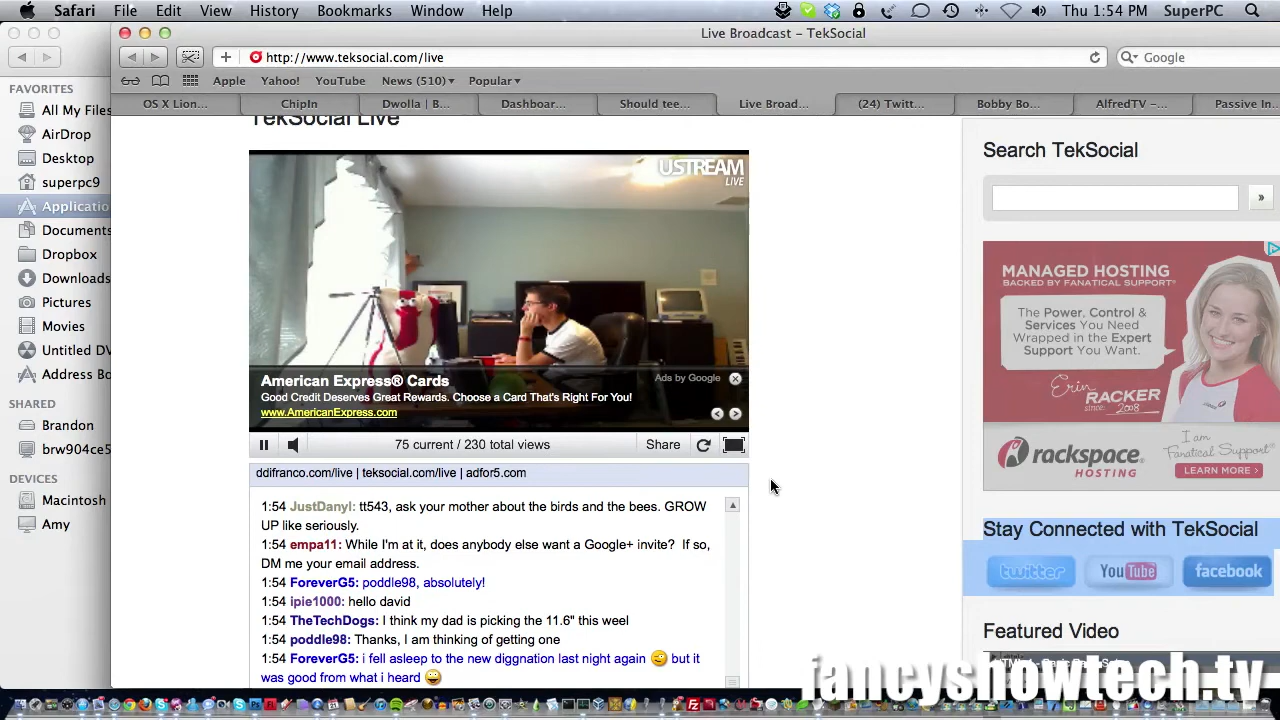 Safari File Edit View History Bookmarks Window Help Thu 1:54 PM SuperPC
Live Broadcast – TekSocial
http://www.teksocial.com/live
Google
Apple Yahoo! YouTube News (510) Popular
OS X Lion... ChipIn Dwolla | B... Dashboar... Should tee... Live Broad... (24) Twitt... Bobby Bo... AlfredTV –... Passive In...
FAVORITES
All My Files
AirDrop
Desktop
superpc9
Applicatio
Documents
Dropbox
Downloads
Pictures
Movies
Untitled DV
Address Bo
SHARED
Brandon
brw904ce5
DEVICES
Macintosh
Amy
TekSocial Live
USTREAM
LIVE
American Express® Cards
Ads by Google
Good Credit Deserves Great Rewards. Choose a Card That's Right For You!
www.AmericanExpress.com
75 current / 230 total views Share
ddifranco.com/live | teksocial.com/live | adfor5.com
1:54 JustDanyl: tt543, ask your mother about the birds and the bees. GROW
UP like seriously.
1:54 empa11: While I'm at it, does anybody else want a Google+ invite? If so,
DM me your email address.
1:54 ForeverG5: poddle98, absolutely!
1:54 ipie1000: hello david
1:54 TheTechDogs: I think my dad is picking the 11.6" this weel
1:54 poddle98: Thanks, I am thinking of getting one
1:54 ForeverG5: i fell asleep to the new diggnation last night again but it
was good from what i heard
Search TekSocial
»
MANAGED HOSTING
BACKED BY FANATICAL SUPPORT
The Power, Control &
Services You Need
Wrapped in the Expert
Support You Want.
Erin
RACKER
since: 2008
rackspace
HOSTING
I am
Fanatical Support
LEARN MORE
Stay Connected with TekSocial
twitter YouTube facebook
Featured Video
iancyshowtech.tv